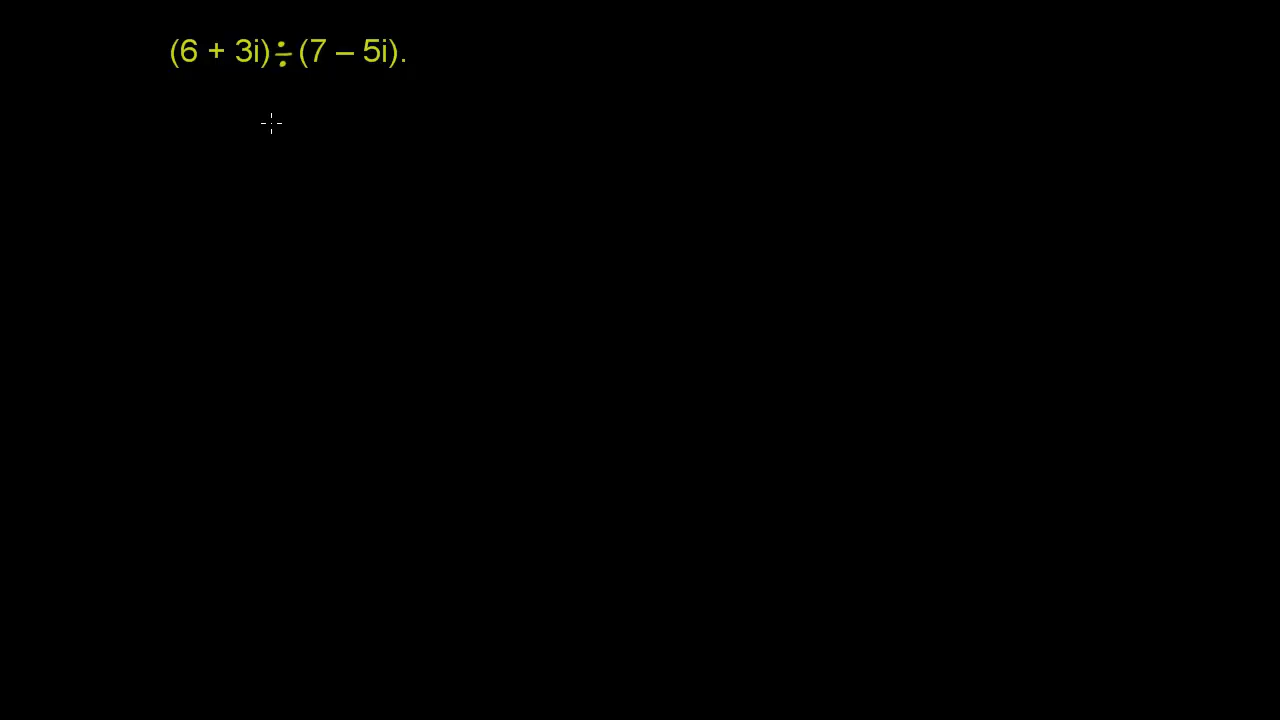 (6 + 3i)÷(7 – 5i).